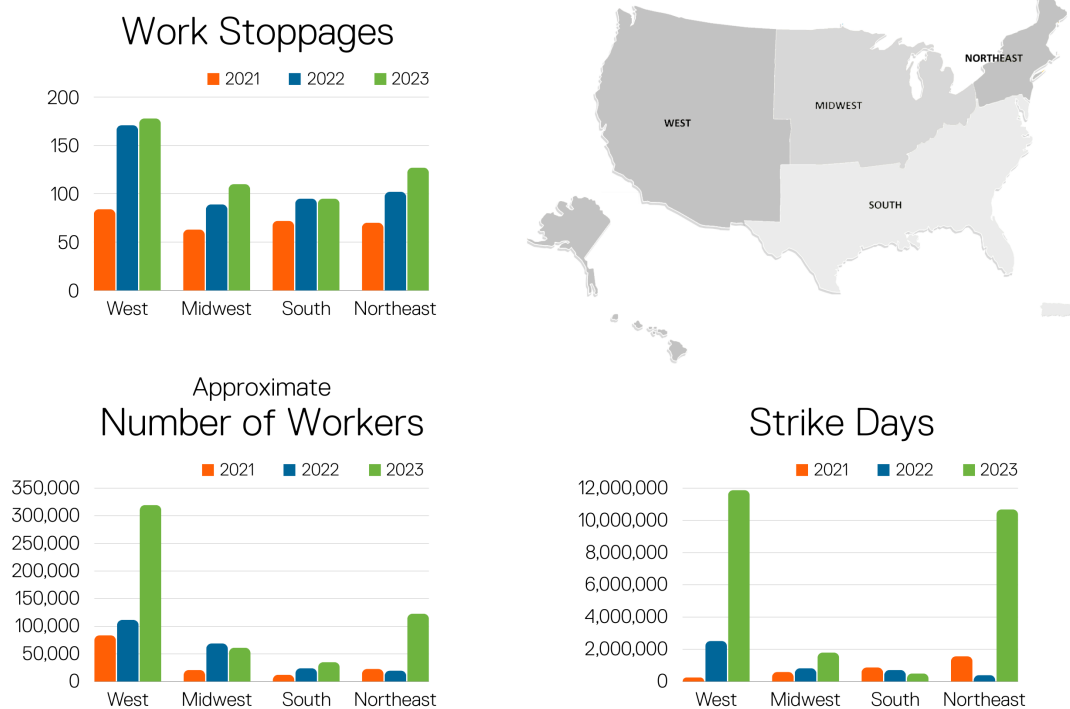 Work Stoppages
2021 2022 2023
200
150
100
50
0
West Midwest South Northeast
NORTHEAST
MIDWEST
WEST
SOUTH
Approximate
Number of Workers
2021 2022 2023
350,000
300,000
250,000
200,000
150,000
100,000
50,000
0
West Midwest South Northeast
Strike Days
2021 2022 2023
12,000,000
10,000,000
8,000,000
6,000,000
4,000,000
2,000,000
0
West Midwest South Northeast